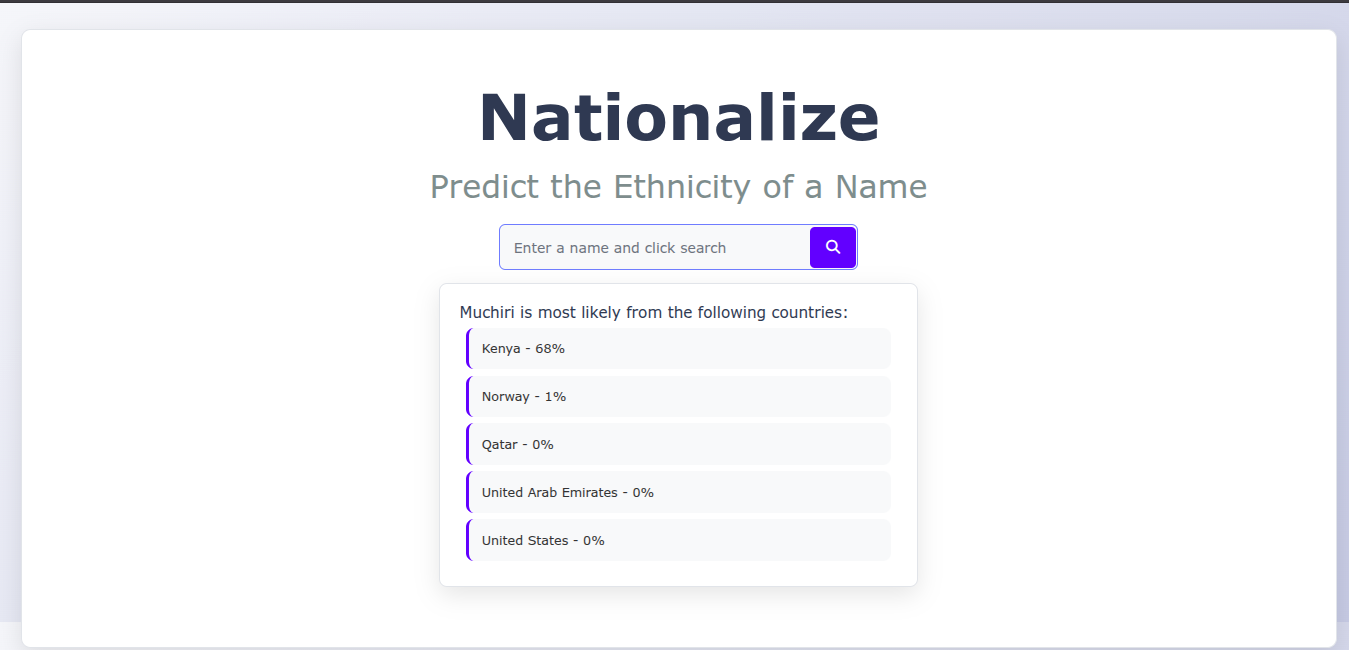 Nationalize
Predict the Ethnicity of a Name
Enter a name and click search
Muchiri is most likely from the following countries:
Kenya - 68%
Norway - 1%
Qatar - 0%
United Arab Emirates - 0%
United States - 0%